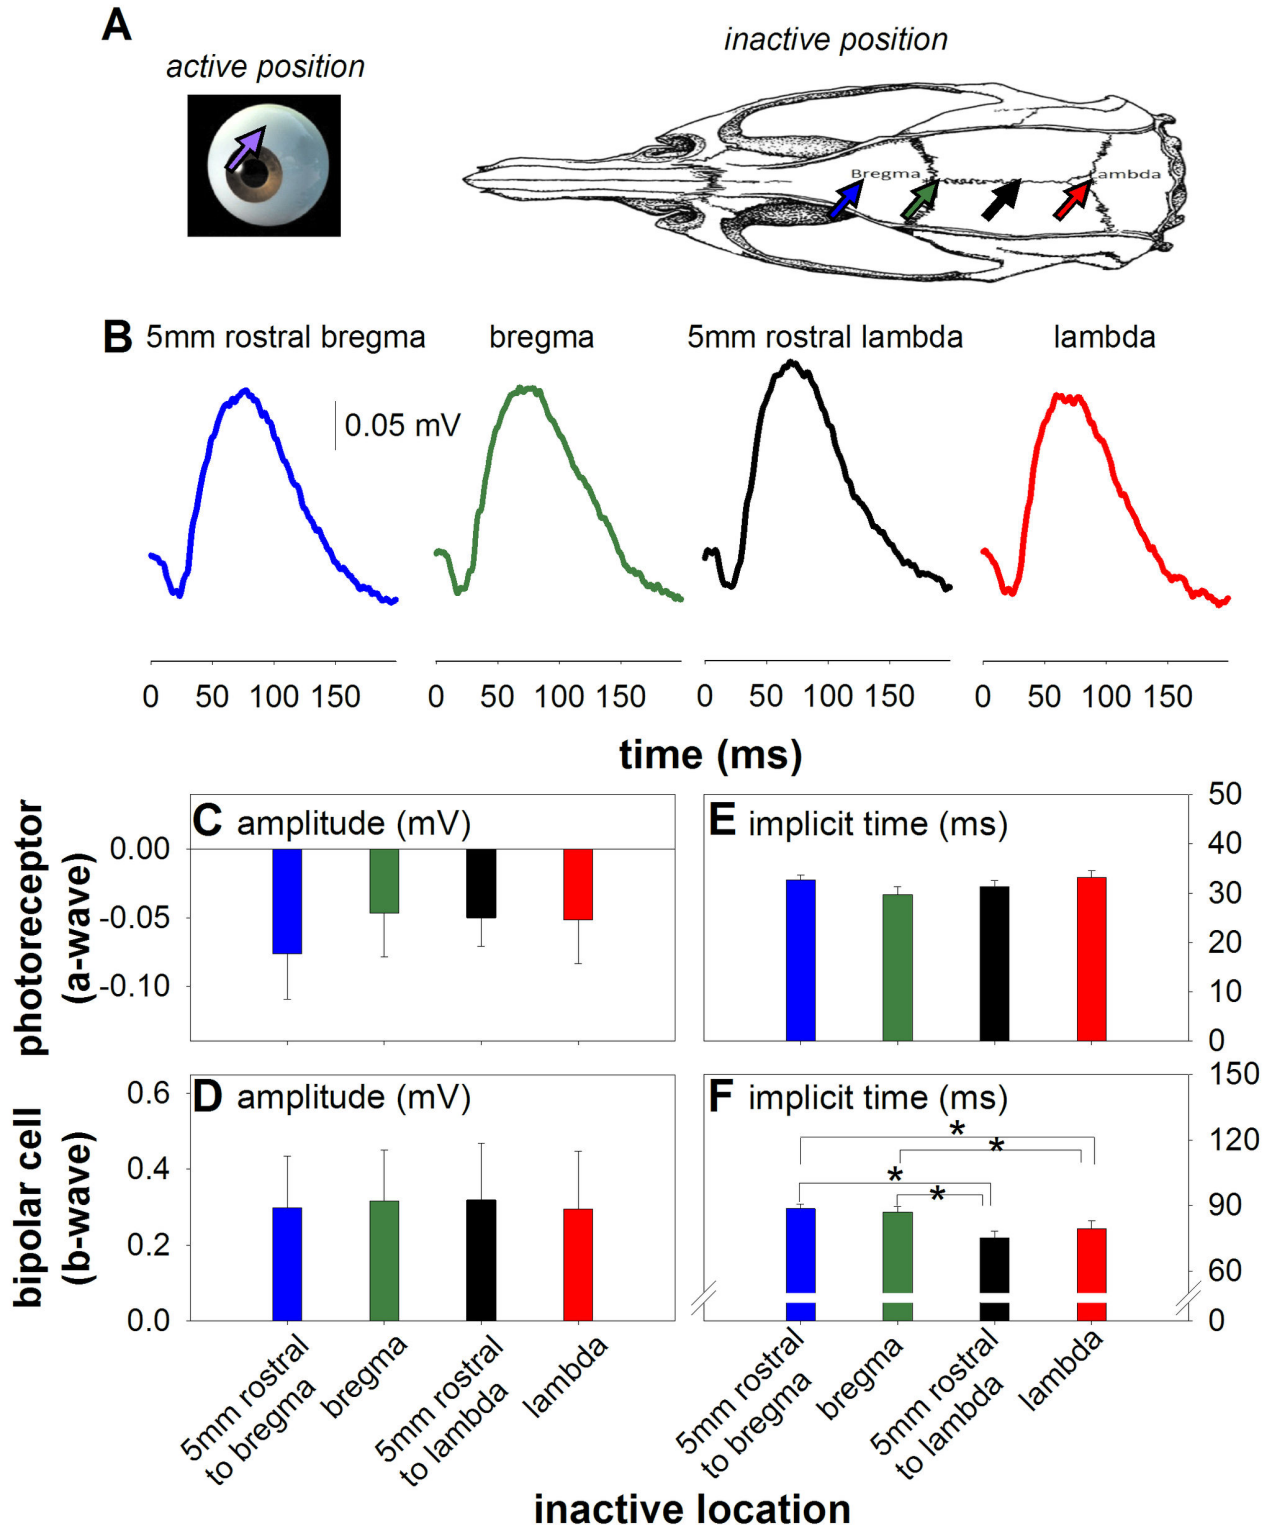 A
active position
inactive position
Bregma
Lambda
B
5mm rostral bregma
bregma
5mm rostral lambda
lambda
0.05 mV
0 50 100 150
0 50 100 150
0 50 100 150
0 50 100 150
time (ms)
photoreceptor
(a-wave)
C amplitude (mV)
0.00
-0.05
-0.10
E implicit time (ms)
50
40
30
20
10
0
bipolar cell
(b-wave)
D amplitude (mV)
0.6
0.4
0.2
0.0
F implicit time (ms)
150
120
90
60
0
*
*
*
*
5mm rostral
to bregma
bregma
5mm rostral
to lambda
lambda
5mm rostral
to bregma
bregma
5mm rostral
to lambda
lambda
inactive location